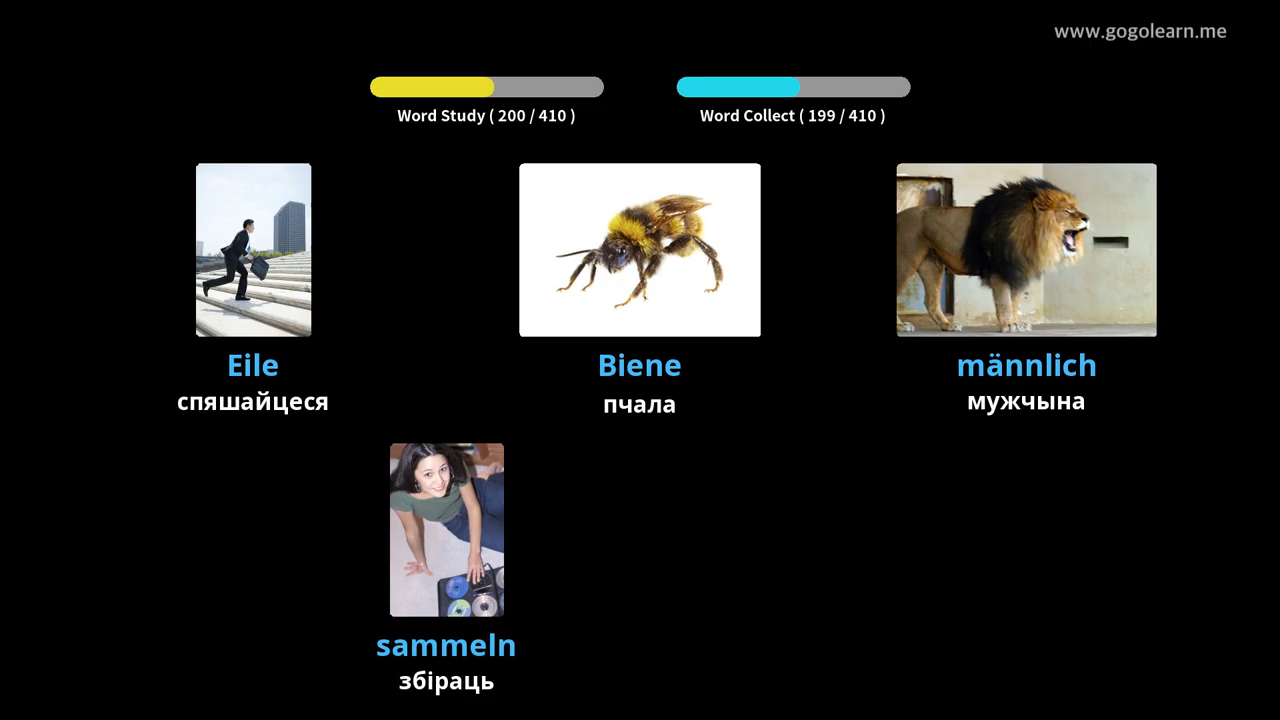 www.gogolearn.me
Word Study ( 200 / 410 )
Word Collect ( 199 / 410 )
Eile
спяшайцеся
Biene
пчала
männlich
мужчына
sammeln
збіраць